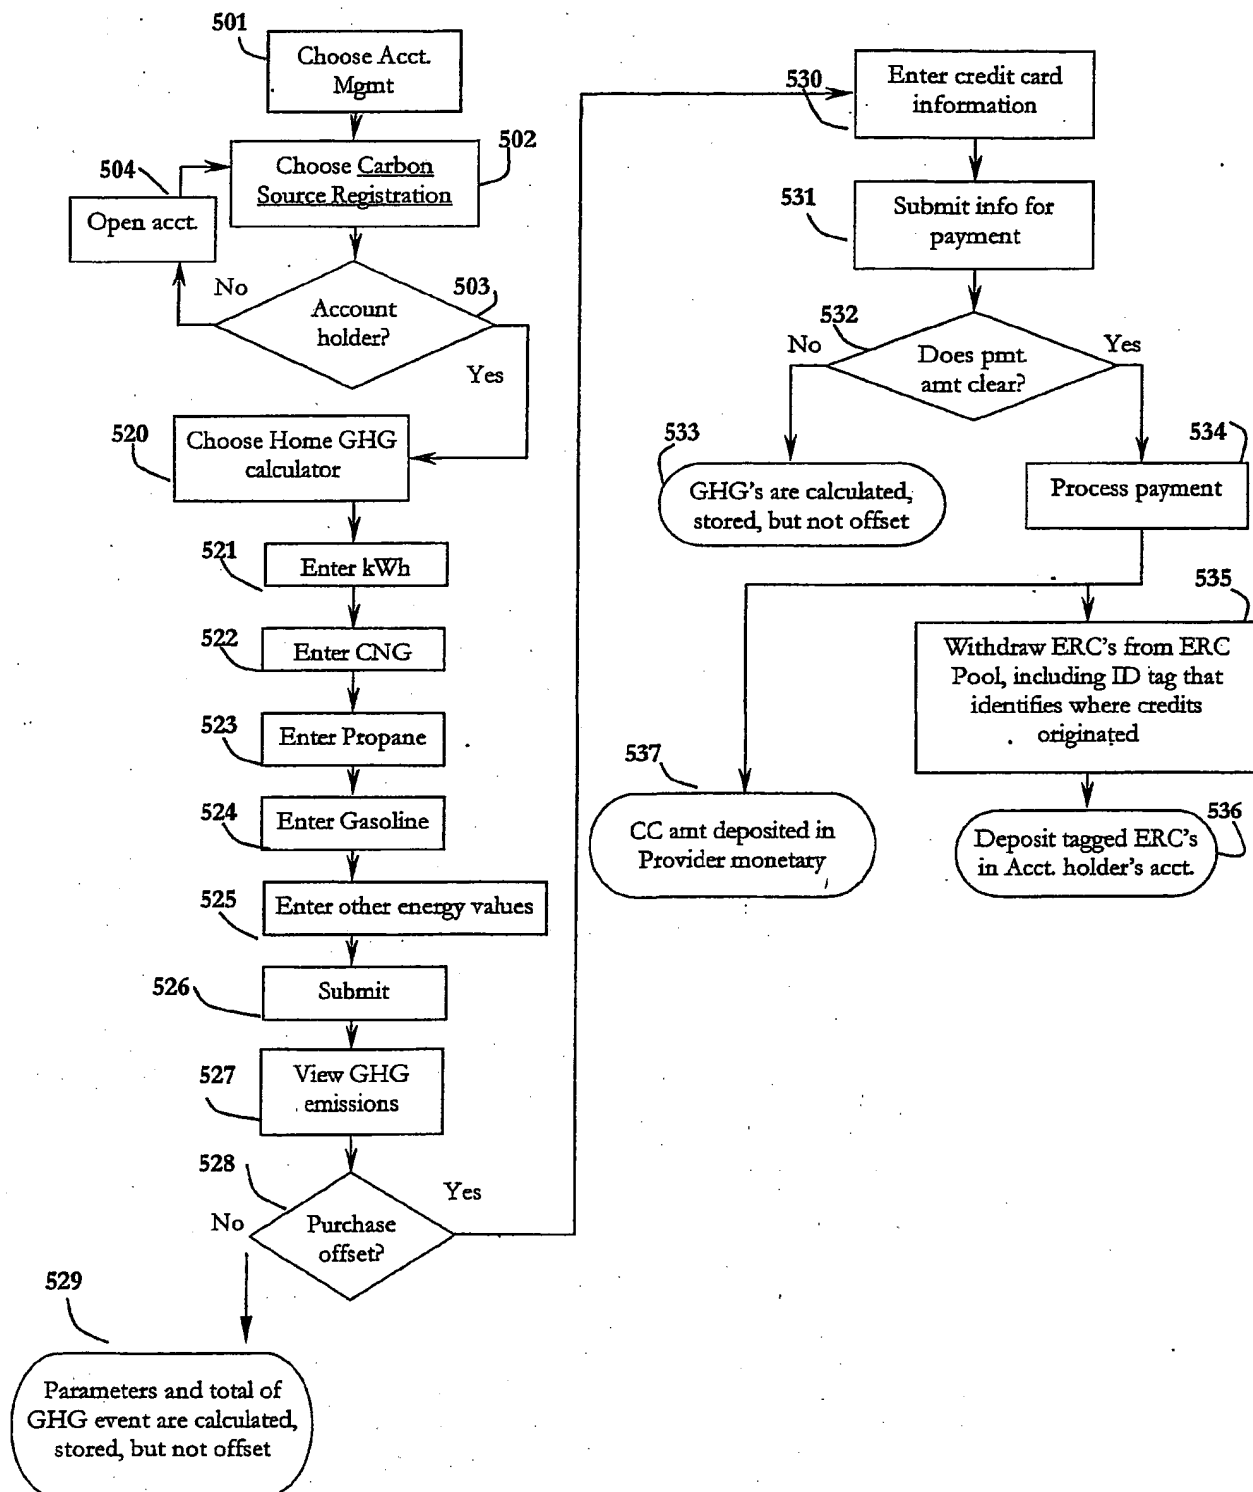 501
Choose Acct.
Mgmt
502
Choose Carbon
Source Registration
504
Open acct.
No
503
Account
holder?
Yes
520
Choose Home GHG
calculator
521
Enter kWh
522
Enter CNG
523
Enter Propane
524
Enter Gasoline
525
Enter other energy values
526
Submit
527
View GHG
emissions
528
Yes
No
Purchase
offset?
529
Parameters and total of
GHG event are calculated,
stored, but not offset
530
Enter credit card
information
531
Submit info for
payment
532
No
Yes
Does pmt.
amt clear?
533
GHG's are calculated,
stored, but not offset
534
Process payment
535
Withdraw ERC's from ERC
Pool, including ID tag that
identifies where credits
originated
537
CC amt deposited in
Provider monetary
536
Deposit tagged ERC's
in Acct. holder's acct.